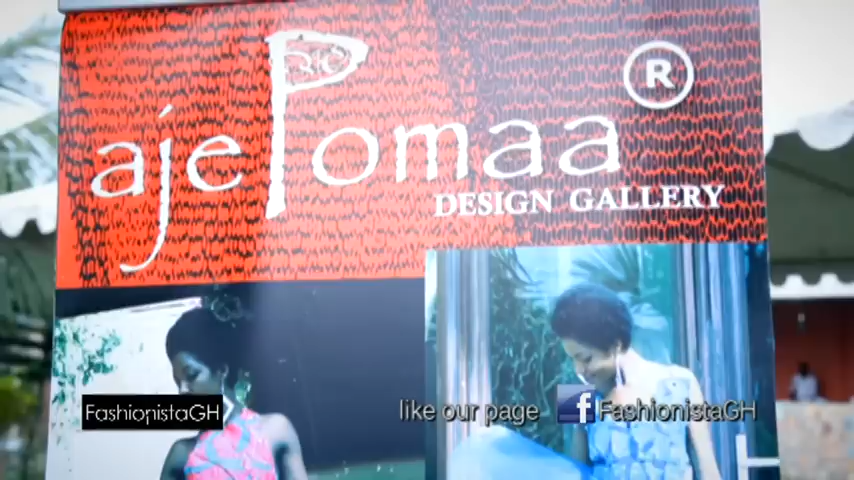 ajePomaa ®
DESIGN GALLERY
FashionistaGH
like our page f FashionistaGH